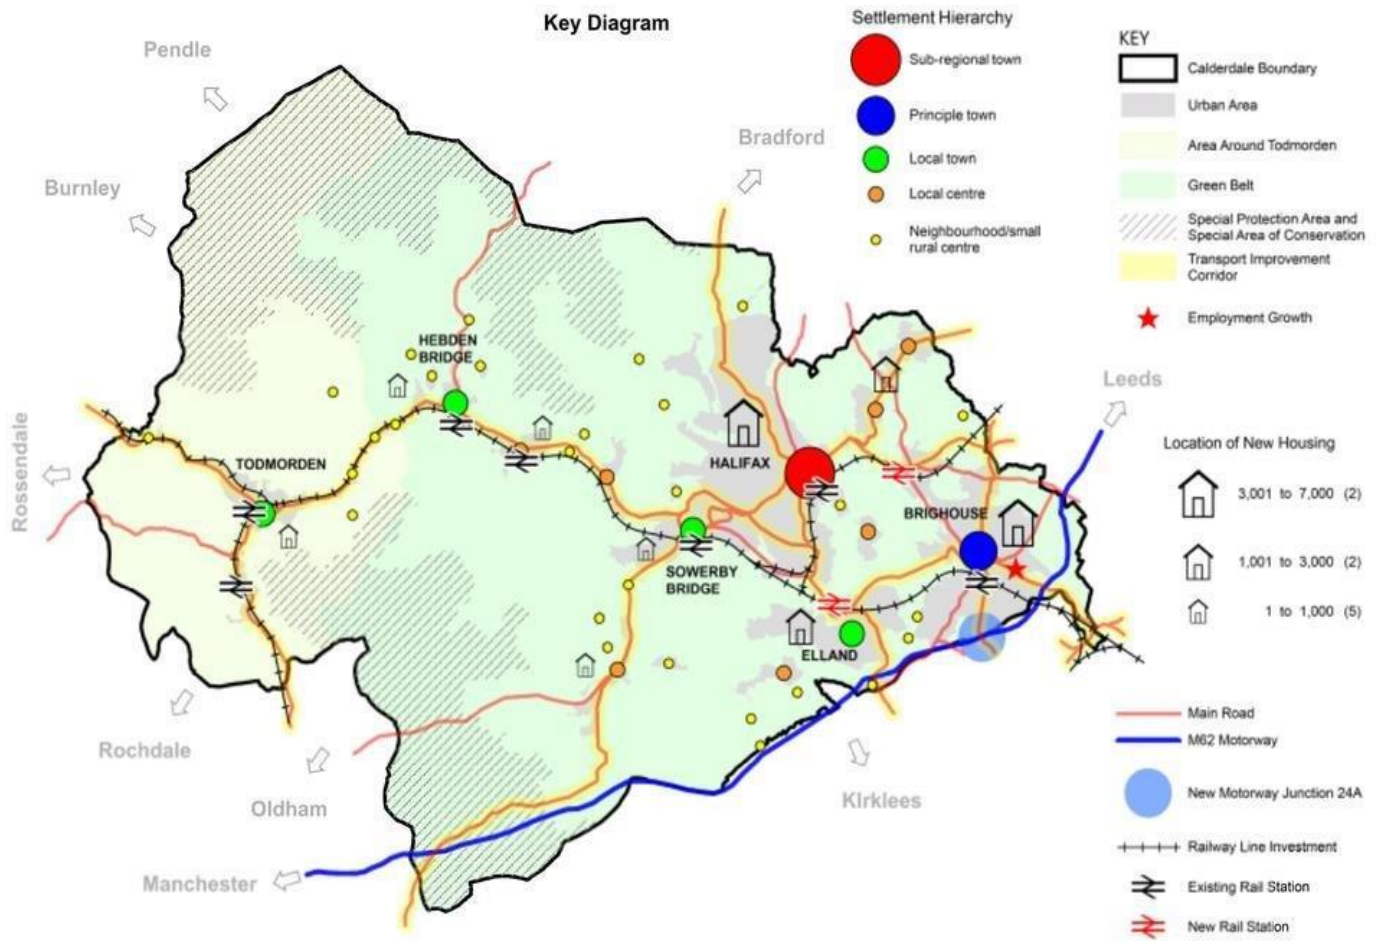 Key Diagram
Pendle
Burnley
Bradford
Leeds
Rossendale
Rochdale
Oldham
Manchester
KIrklees
HEBDEN
BRIDGE
TODMORDEN
HALIFAX
BRIGHOUSE
SOWERBY
BRIDGE
ELLAND
Settlement Hierarchy
Sub-regional town
Principle town
Local town
Local centre
Neighbourhood/small
rural centre
KEY
Calderdale Boundary
Urban Area
Area Around Todmorden
Green Belt
Special Protection Area and
Special Area of Conservation
Transport Improvement
Corridor
Employment Growth
Location of New Housing
3,001 to 7,000 (2)
1,001 to 3,000 (2)
1 to 1,000 (5)
Main Road
M62 Motorway
New Motorway Junction 24A
Railway Line Investment
Existing Rail Station
New Rail Station